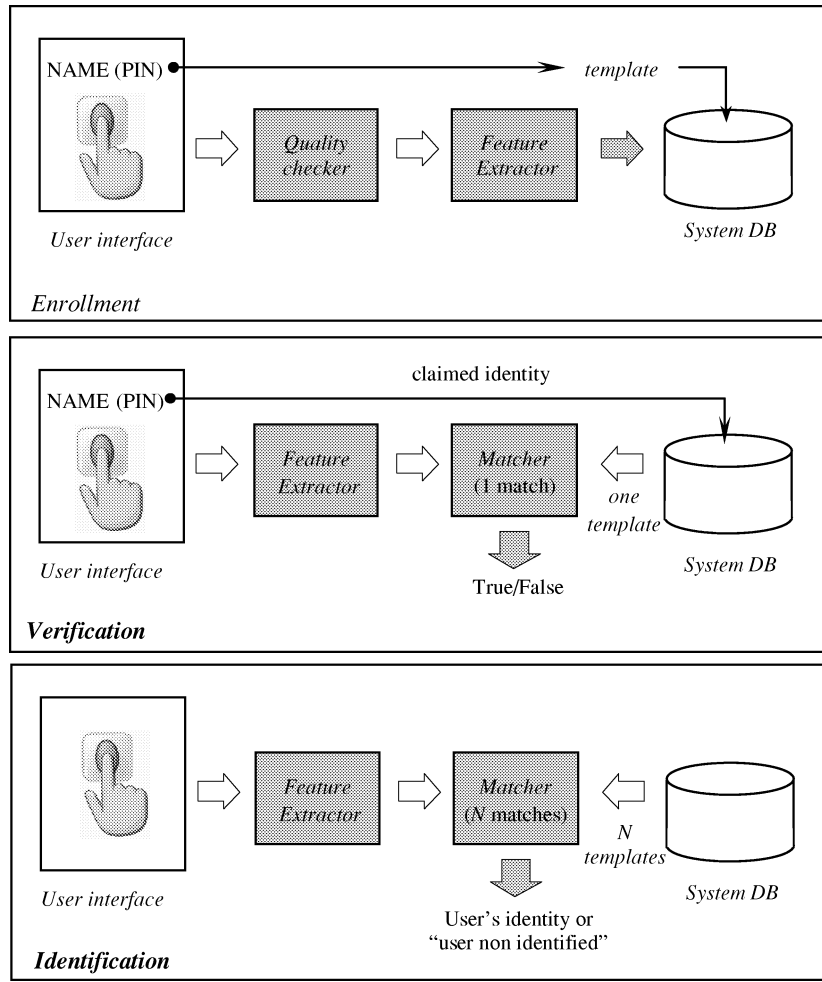 NAME (PIN)
template
Quality
checker
Feature
Extractor
User interface
System DB
Enrollment
claimed identity
NAME (PIN)
Feature
Extractor
Matcher
(1 match)
one
template
User interface
True/False
System DB
Verification
Feature
Extractor
Matcher
(N matches)
N
templates
User interface
System DB
User's identity or
“user non identified”
Identification